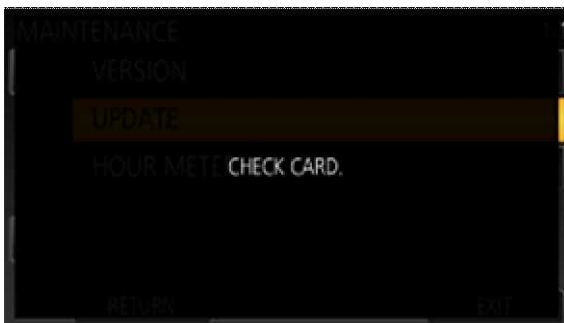 MAINTENANCE
VERSION
UPDATE
HOUR METE CHECK CARD.
RETURN EXIT